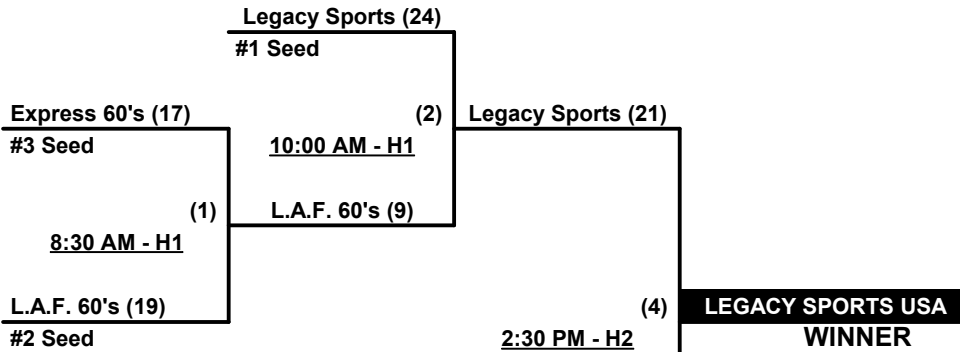 Legacy Sports (24)
#1 Seed
Express 60's (17)
(2)
Legacy Sports (21)
#3 Seed
10:00 AM - H1
(1)
L.A.F. 60's (9)
8:30 AM - H1
L.A.F. 60's (19)
(4)
LEGACY SPORTS USA
#2 Seed
2:30 PM - H2
WINNER